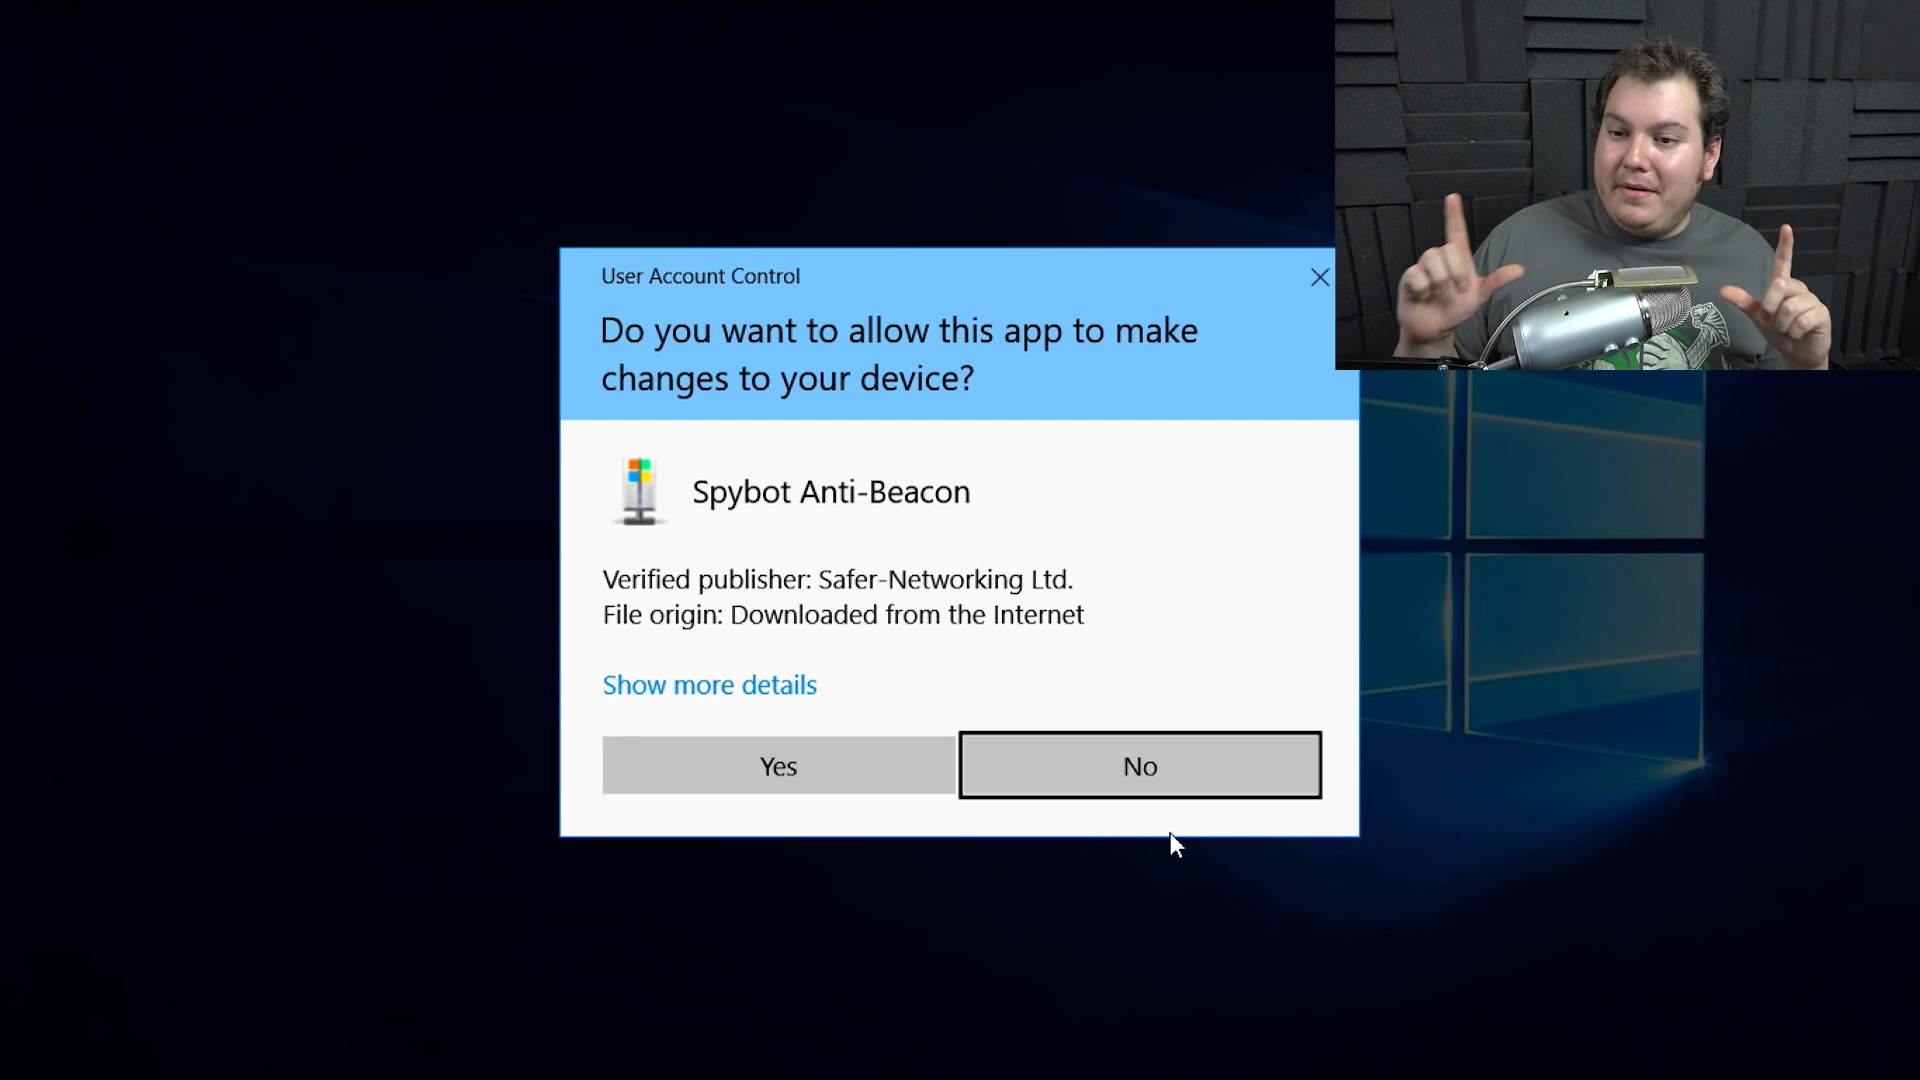 User Account Control
Do you want to allow this app to make
changes to your device?
Spybot Anti-Beacon
Verified publisher: Safer-Networking Ltd.
File origin: Downloaded from the Internet
Show more details
Yes
No